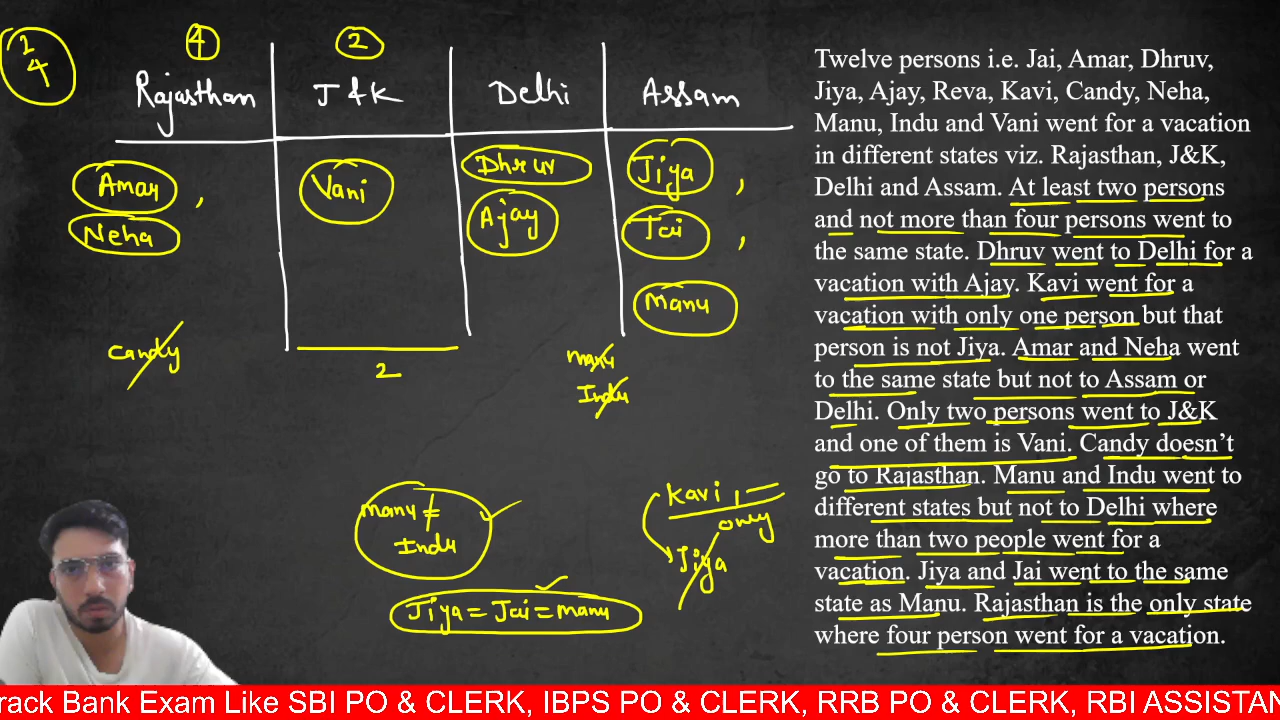 1
4
4
2
Rajasthan
J&K
Delhi
Assam
Amar ,
Neha
Vani
Dhruv
Ajay
Jiya ,
Jai ,
Manu
candy
2
manu
Indu
manu ≠
Indu
Jiya = Jai = manu
Kavi,
only
Jiya
Twelve persons i.e. Jai, Amar, Dhruv,
Jiya, Ajay, Reva, Kavi, Candy, Neha,
Manu, Indu and Vani went for a vacation
in different states viz. Rajasthan, J&K,
Delhi and Assam. At least two persons
and not more than four persons went to
the same state. Dhruv went to Delhi for a
vacation with Ajay. Kavi went for a
vacation with only one person but that
person is not Jiya. Amar and Neha went
to the same state but not to Assam or
Delhi. Only two persons went to J&K
and one of them is Vani. Candy doesn’t
go to Rajasthan. Manu and Indu went to
different states but not to Delhi where
more than two people went for a
vacation. Jiya and Jai went to the same
state as Manu. Rajasthan is the only state
where four person went for a vacation.
rack Bank Exam Like SBI PO & CLERK, IBPS PO & CLERK, RRB PO & CLERK, RBI ASSISTAN